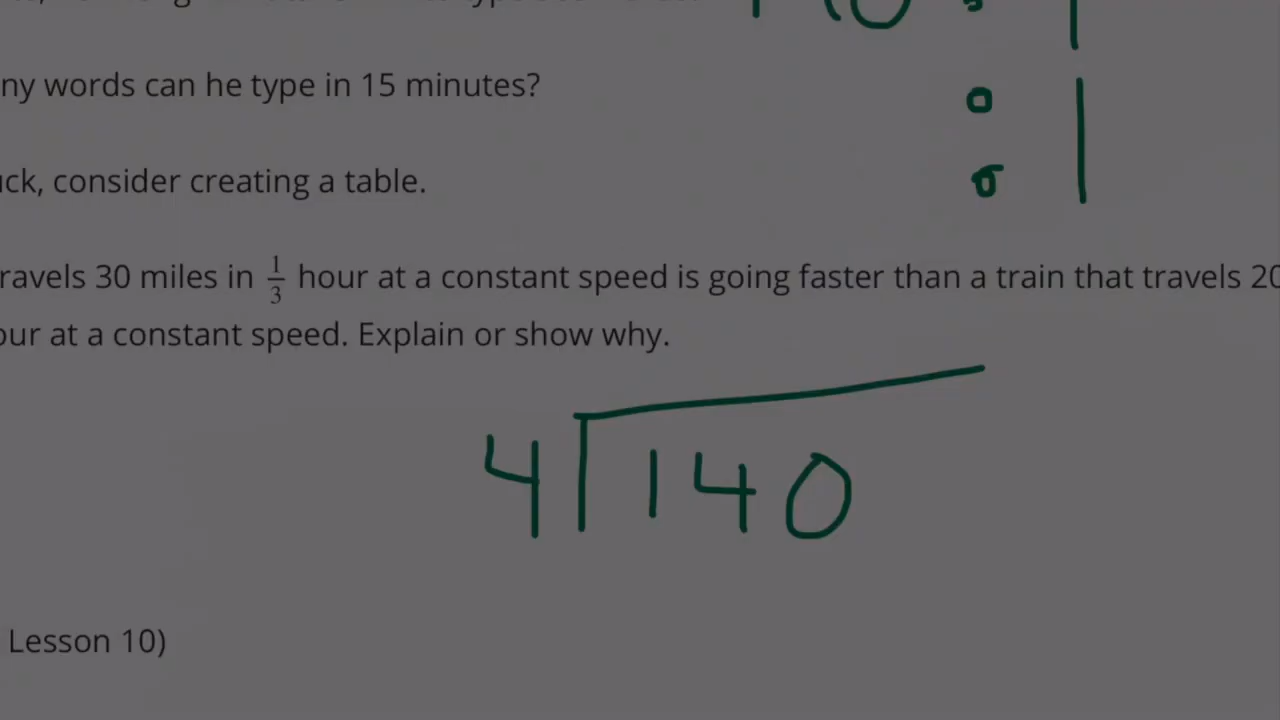 ny words can he type in 15 minutes?
uck, consider creating a table.
ravels 30 miles in 1/3 hour at a constant speed is going faster than a train that travels 20
our at a constant speed. Explain or show why.
4 140
Lesson 10)